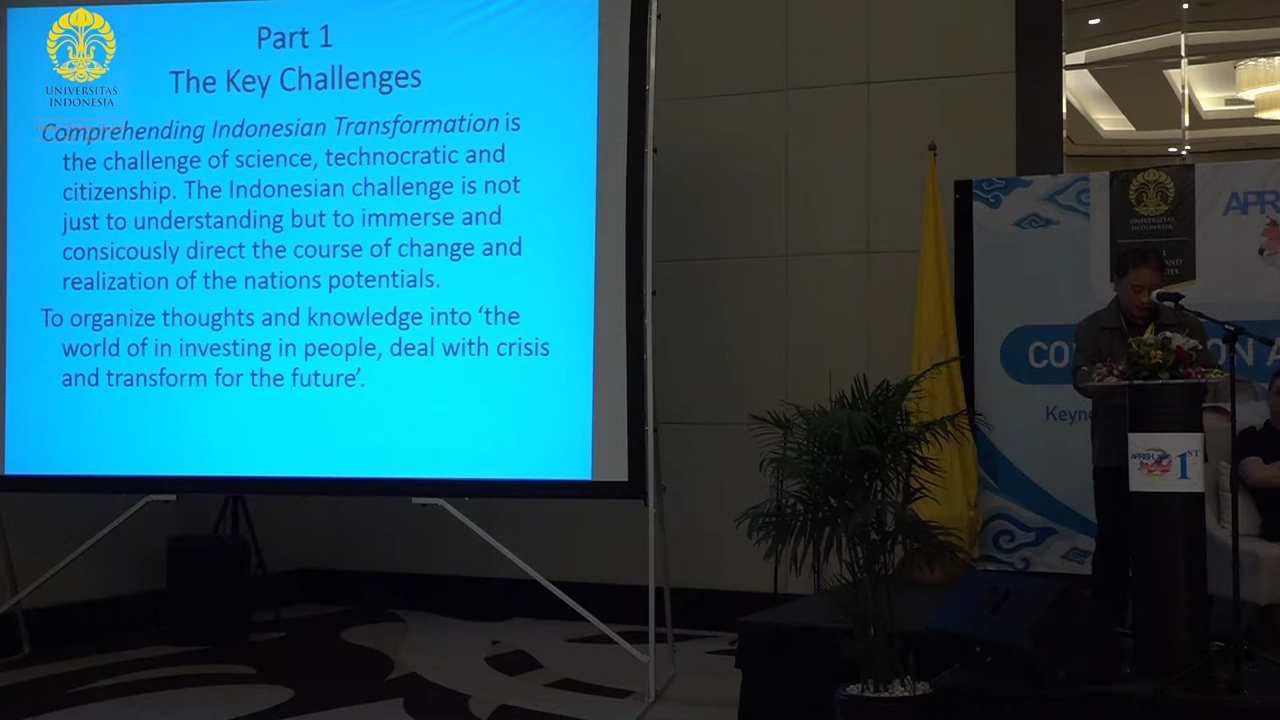 UNIVERSITAS
INDONESIA
Part 1
The Key Challenges
Comprehending Indonesian Transformation is
the challenge of science, technocratic and
citizenship. The Indonesian challenge is not
just to understanding but to immerse and
consicously direct the course of change and
realization of the nations potentials.
To organize thoughts and knowledge into ‘the
world of in investing in people, deal with crisis
and transform for the future’.
UNIVERSITAS
INDONESIA
APRISH
1ST